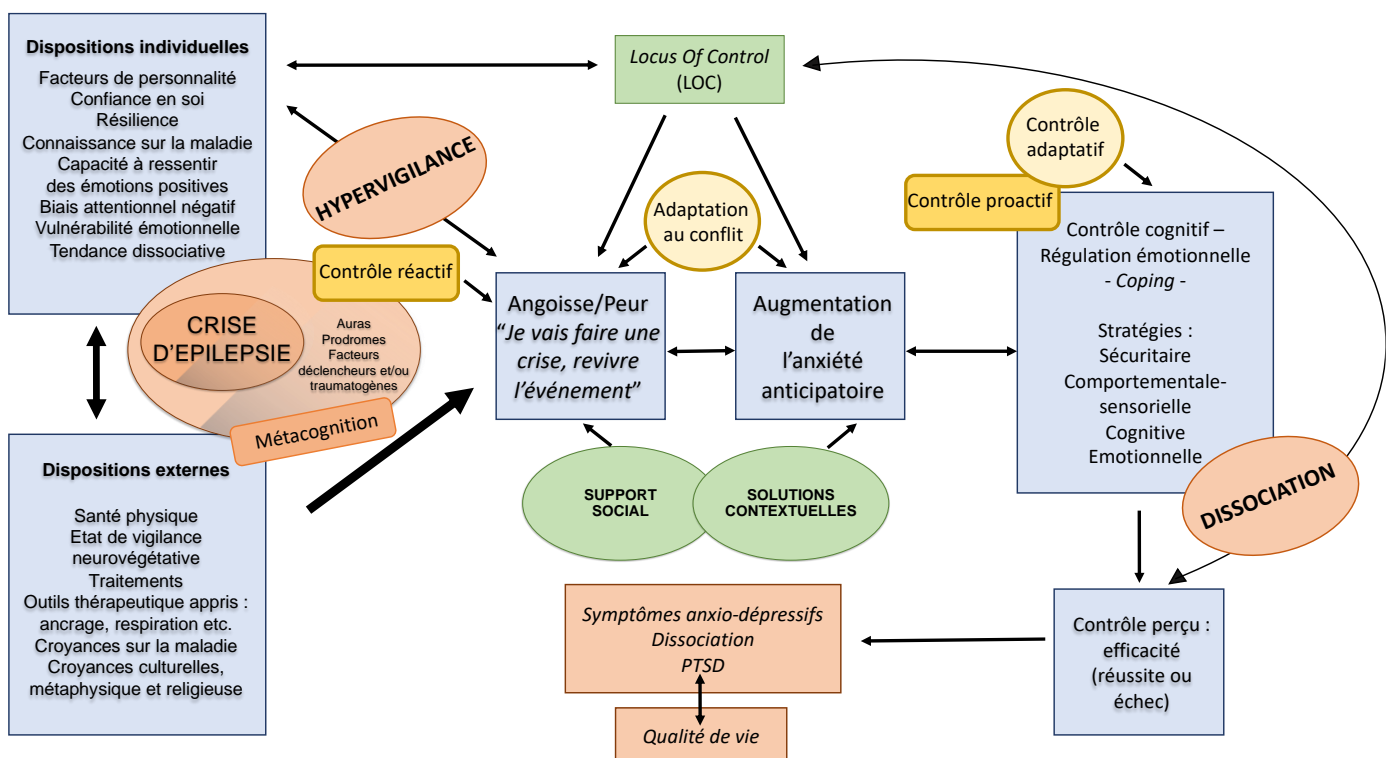 Dispositions individuelles
Facteurs de personnalité
Confiance en soi
Résilience
Connaissance sur la maladie
Capacité à ressentir
des émotions positives
Biais attentionnel négatif
Vulnérabilité émotionnelle
Tendance dissociative
HYPERVIGILANCE
Locus Of Control
(LOC)
Contrôle
adaptatif
Contrôle proactif
Adaptation
au conflit
Contrôle réactif
CRISE
D'EPILEPSIE
Auras
Prodromes
Facteurs
déclencheurs et/ou
traumatogènes
Métacognition
Angoisse/Peur
“Je vais faire une
crise, revivre
l’événement”
Augmentation
de
l’anxiété
anticipatoire
Contrôle cognitif –
Régulation émotionnelle
- Coping -
Stratégies :
Sécuritaire
Comportementale-
sensorielle
Cognitive
Emotionnelle
DISSOCIATION
Dispositions externes
Santé physique
Etat de vigilance
neurovégétative
Traitements
Outils thérapeutique appris :
ancrage, respiration etc.
Croyances sur la maladie
Croyances culturelles,
métaphysique et religieuse
SUPPORT
SOCIAL
SOLUTIONS
CONTEXTUELLES
Symptômes anxio-dépressifs
Dissociation
PTSD
Qualité de vie
Contrôle perçu :
efficacité
(réussite ou
échec)